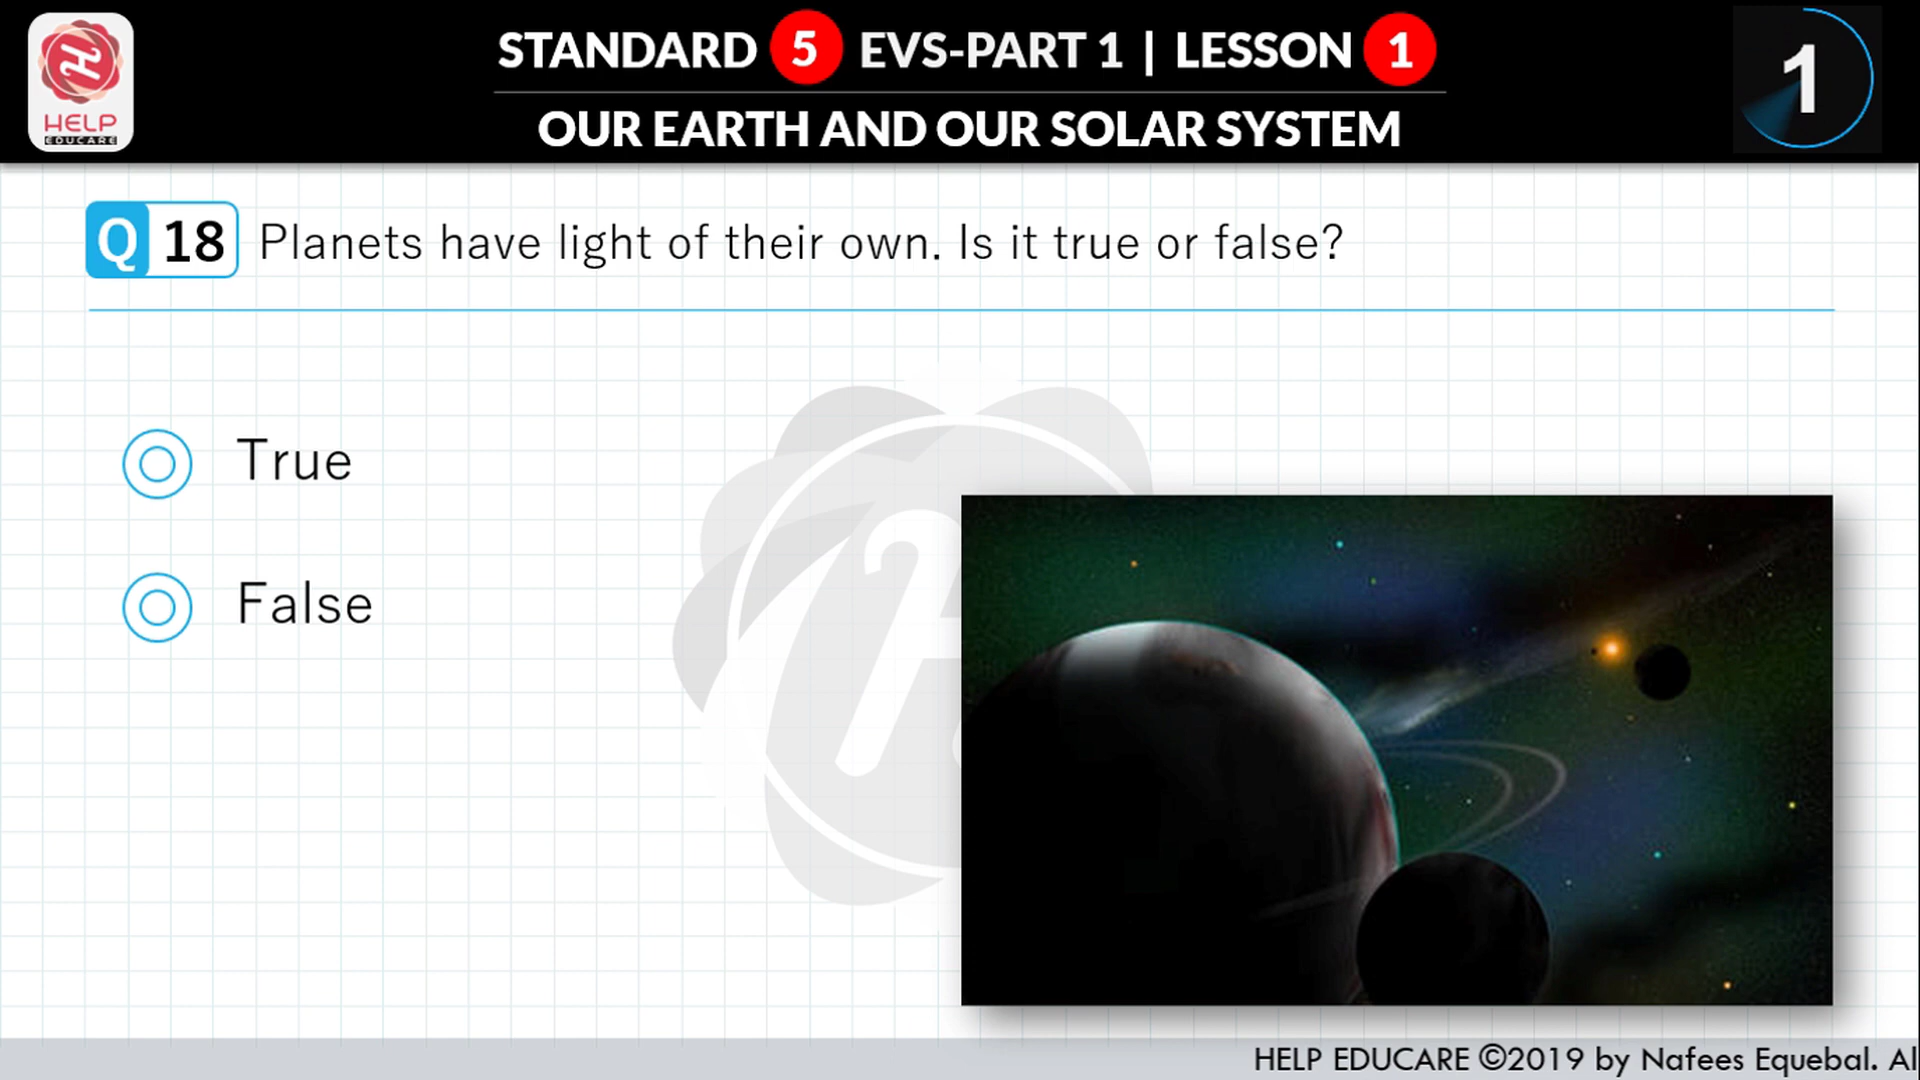 HELP
EDUCARE
STANDARD 5 EVS-PART 1 | LESSON 1
OUR EARTH AND OUR SOLAR SYSTEM
1
Q 18 Planets have light of their own. Is it true or false?
True
False
HELP EDUCARE ©2019 by Nafees Equebal. Al